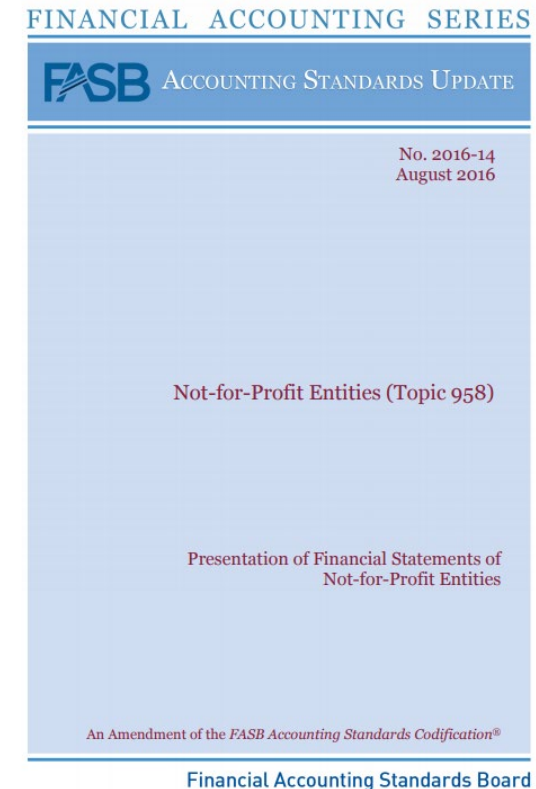 FINANCIAL ACCOUNTING SERIES
FASB ACCOUNTING STANDARDS UPDATE
No. 2016-14
August 2016
Not-for-Profit Entities (Topic 958)
Presentation of Financial Statements of
Not-for-Profit Entities
An Amendment of the FASB Accounting Standards Codification®
Financial Accounting Standards Board